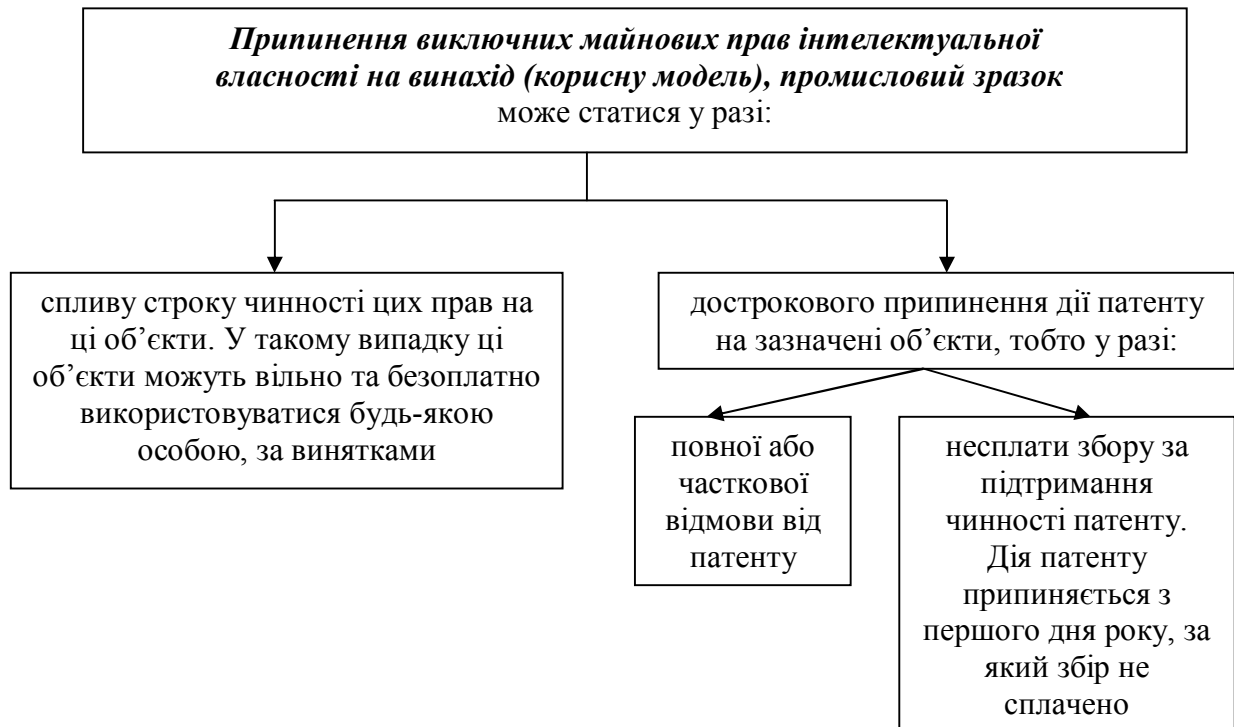 Припинення виключних майнових прав інтелектуальної
власності на винахід (корисну модель), промисловий зразок
може статися у разі:
спливу строку чинності цих прав на
ці об’єкти. У такому випадку ці
об’єкти можуть вільно та безоплатно
використовуватися будь-якою
особою, за винятками
дострокового припинення дії патенту
на зазначені об’єкти, тобто у разі:
повної або
часткової
відмови від
патенту
несплати збору за
підтримання
чинності патенту.
Дія патенту
припиняється з
першого дня року, за
який збір не
сплачено